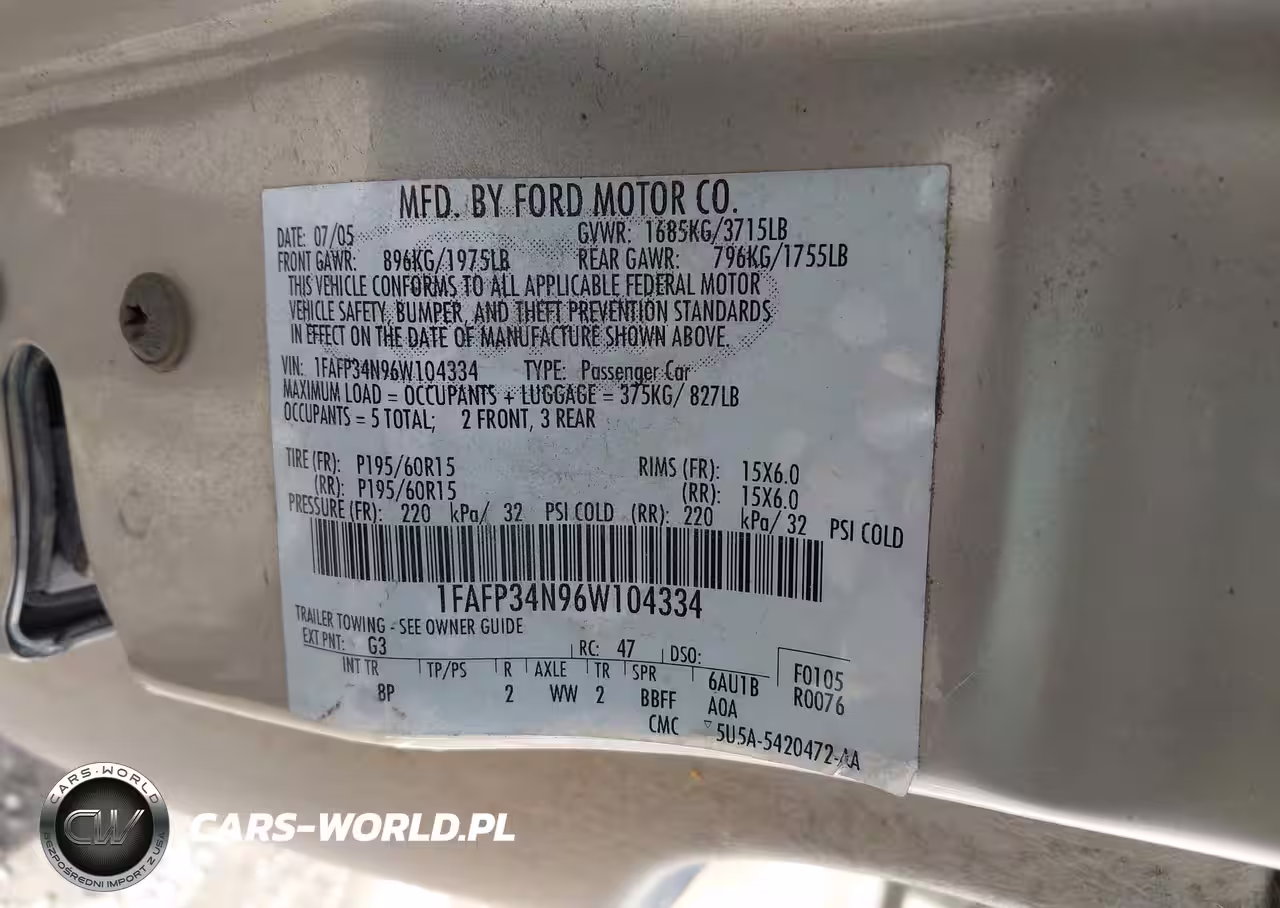 MFD. BY FORD MOTOR CO.
DATE: 07/05 GVWR: 1685KG/3715LB
FRONT GAWR: 896KG/1975LB REAR GAWR: 796KG/1755LB
THIS VEHICLE CONFORMS TO ALL APPLICABLE FEDERAL MOTOR
VEHICLE SAFETY, BUMPER, AND THEFT PREVENTION STANDARDS
IN EFFECT ON THE DATE OF MANUFACTURE SHOWN ABOVE.
VIN: 1FAFP34N96W104334 TYPE: Passenger Car
MAXIMUM LOAD = OCCUPANTS + LUGGAGE = 375KG/ 827LB
OCCUPANTS = 5 TOTAL; 2 FRONT, 3 REAR
TIRE (FR): P195/60R15 RIMS (FR): 15X6.0
(RR): P195/60R15 (RR): 15X6.0
PRESSURE (FR): 220 kPa/ 32 PSI COLD (RR): 220 kPa/ 32 PSI COLD
1FAFP34N96W104334
TRAILER TOWING - SEE OWNER GUIDE
EXT PNT: G3 RC: 47 DSO: F0105
INT TR TP/PS R AXLE TR SPR 6AU1B R0076
8P 2 WW 2 BBFF A0A
CMC 5U5A-5420472-AA
CARS-WORLD
CW
BEZPOŚREDNI IMPORT Z USA
CARS-WORLD.PL